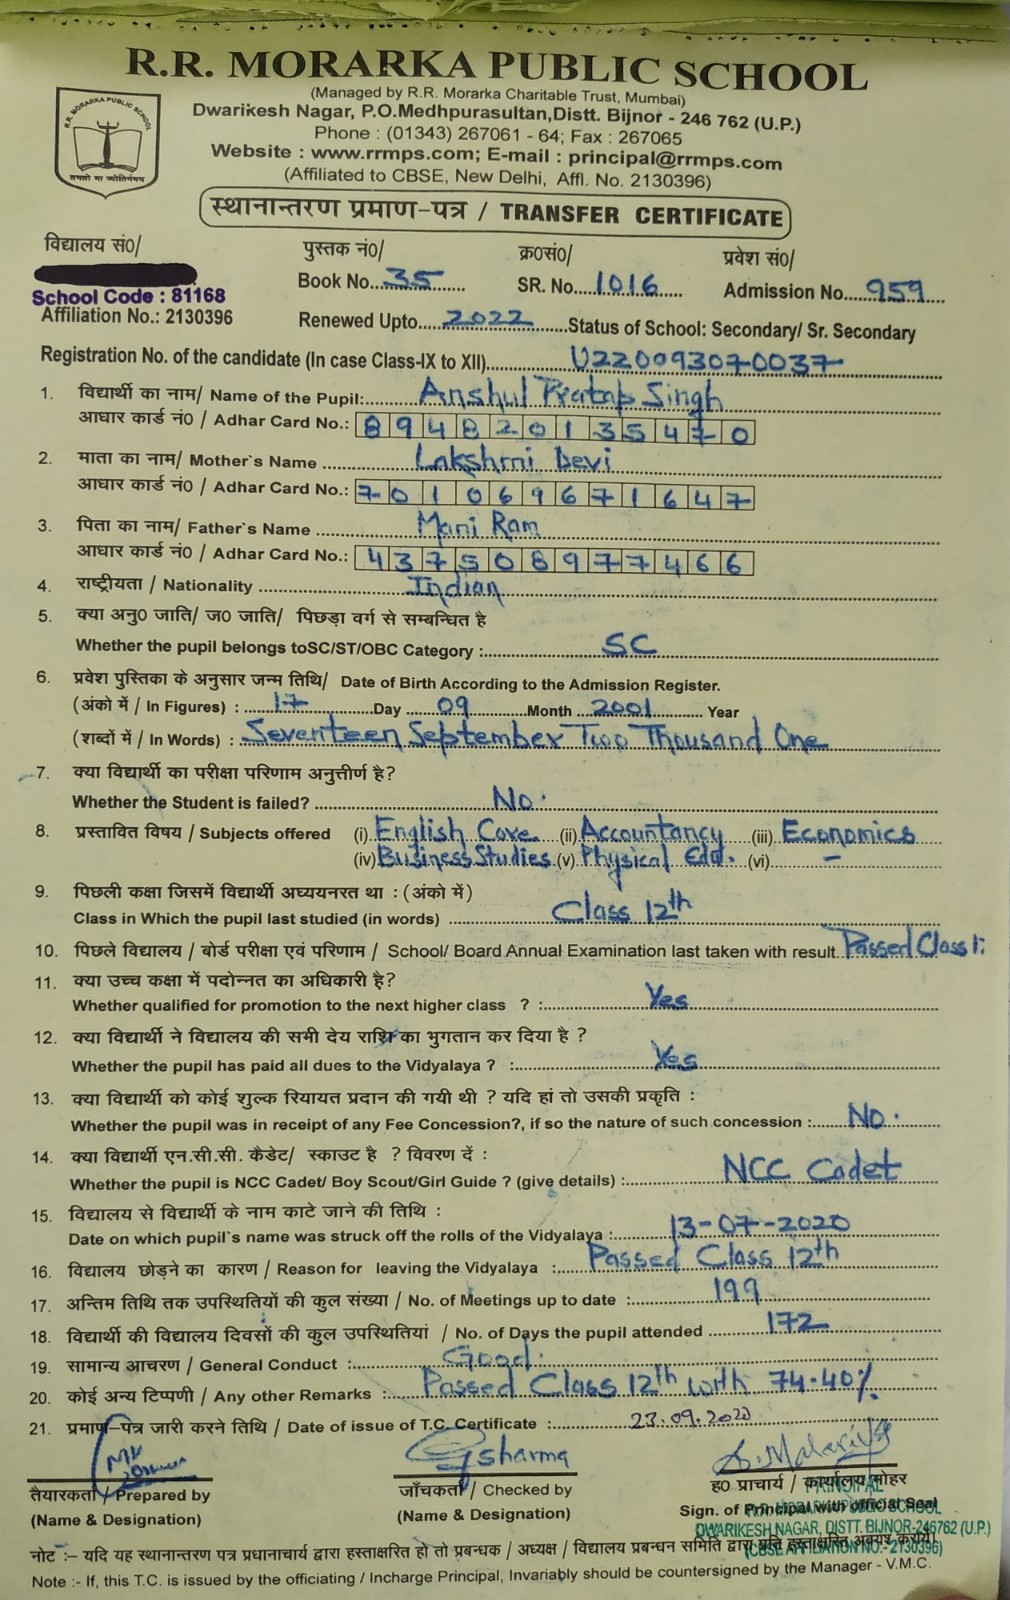 R.R. MORARKA PUBLIC SCHOOL
(Managed by R.R. Morarka Charitable Trust, Mumbai)
Dwarikesh Nagar, P.O.Medhpurasultan,Distt. Bijnor - 246 762 (U.P.)
Phone : (01343) 267061 - 64; Fax : 267065
Website : www.rrmps.com; E-mail : principal@rrmps.com
(Affiliated to CBSE, New Delhi, Affl. No. 2130396)
R.R. MORARKA PUBLIC SCHOOL
तमसो मा ज्योतिर्गमय
स्थानान्तरण प्रमाण-पत्र / TRANSFER CERTIFICATE
विद्यालय सं0/ पुस्तक नं0/ क्र0सं0/ प्रवेश सं0/
Book No. 35 SR. No. 1016 Admission No. 959
School Code : 81168
Affiliation No.: 2130396 Renewed Upto 2022 Status of School: Secondary/ Sr. Secondary
Registration No. of the candidate (In case Class-IX to XII) U220093070037
1. विद्यार्थी का नाम/ Name of the Pupil: Anshul Pratap Singh
आधार कार्ड नं0 / Adhar Card No.: 894820135470
2. माता का नाम/ Mother`s Name Lakshmi Devi
आधार कार्ड नं0 / Adhar Card No.: 701069671647
3. पिता का नाम/ Father`s Name Mani Ram
आधार कार्ड नं0 / Adhar Card No.: 437508977466
4. राष्ट्रीयता / Nationality Indian
5. क्या अनु0 जाति/ ज0 जाति/ पिछड़ा वर्ग से सम्बन्धित है
Whether the pupil belongs toSC/ST/OBC Category : SC
6. प्रवेश पुस्तिका के अनुसार जन्म तिथि/ Date of Birth According to the Admission Register.
(अंको में / In Figures) : 17 Day 09 Month 2001 Year
(शब्दों में / In Words) : Seventeen September Two Thousand One
7. क्या विद्यार्थी का परीक्षा परिणाम अनुत्तीर्ण है?
Whether the Student is failed? No.
8. प्रस्तावित विषय / Subjects offered (i) English Core (ii) Accountancy (iii) Economics
(iv) Business Studies (v) Physical Edu. (vi) –
9. पिछली कक्षा जिसमें विद्यार्थी अघ्ययनरत था : (अंको में)
Class in Which the pupil last studied (in words) Class 12th
10. पिछले विद्यालय / बोर्ड परीक्षा एवं परिणाम / School/ Board Annual Examination last taken with result. Passed Class
11. क्या उच्च कक्षा में पदोन्नत का अधिकारी है?
Whether qualified for promotion to the next higher class ? : Yes
12. क्या विद्यार्थी ने विद्यालय की सभी देय राशि का भुगतान कर दिया है ?
Whether the pupil has paid all dues to the Vidyalaya ? : Yes
13. क्या विद्यार्थी को कोई शुल्क रियायत प्रदान की गयी थी ? यदि हां तो उसकी प्रकृति :
Whether the pupil was in receipt of any Fee Concession?, if so the nature of such concession : No.
14. क्या विद्यार्थी एन.सी.सी. कैडेट/ स्काउट है ? विवरण दें :
Whether the pupil is NCC Cadet/ Boy Scout/Girl Guide ? (give details) : NCC Cadet
15. विद्यालय से विद्यार्थी के नाम काटे जाने की तिथि :
Date on which pupil`s name was struck off the rolls of the Vidyalaya : 13-07-2020
16. विद्यालय छोड़ने का कारण / Reason for leaving the Vidyalaya : Passed Class 12th
17. अन्तिम तिथि तक उपस्थितियों की कुल संख्या / No. of Meetings up to date : 199
18. विद्यार्थी की विद्यालय दिवसों की कुल उपस्थितियां / No. of Days the pupil attended 172
19. सामान्य आचरण / General Conduct : Good.
20. कोई अन्य टिप्पणी / Any other Remarks : Passed Class 12th with 74.40%
21. प्रमाण-पत्र जारी करने तिथि / Date of issue of T.C. Certificate : 23.09.2020
Sharma
तैयारकर्ता / Prepared by जाँचकर्ता / Checked by ह0 प्राचार्य / कार्यालय मोहर
(Name & Designation) (Name & Designation) Sign. of Principal with official Seal
PRINCIPAL
R.R. MORARKA PUBLIC SCHOOL
DWARIKESH NAGAR, DISTT. BIJNOR-246762 (U.P.)
(CBSE AFFILIATION NO.- 2130396)
नोट :- यदि यह स्थानान्तरण पत्र प्रधानाचार्य द्वारा हस्ताक्षरित हो तो प्रबन्धक / अध्यक्ष / विद्यालय प्रबन्धन समिति द्वारा प्रति हस्ताक्षरित अवश्य करायें।
Note :- If, this T.C. is issued by the officiating / Incharge Principal, Invariably should be countersigned by the Manager - V.M.C.